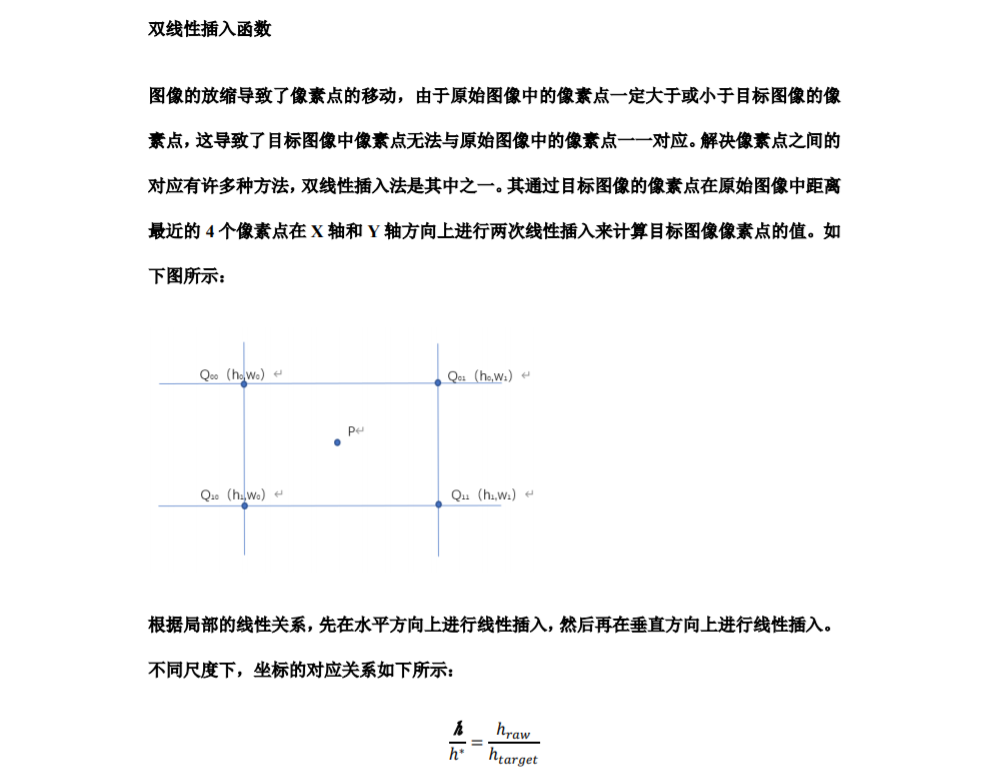 双线性插入函数
图像的放缩导致了像素点的移动，由于原始图像中的像素点一定大于或小于目标图像的像
素点，这导致了目标图像中像素点无法与原始图像中的像素点一一对应。解决像素点之间的
对应有许多种方法，双线性插入法是其中之一。其通过目标图像的像素点在原始图像中距离
最近的 4 个像素点在 X 轴和 Y 轴方向上进行两次线性插入来计算目标图像像素点的值。如
下图所示：
Q₀₀（h₀,w₀）↵ Q₀₁（h₀,w₁）↵
P↵
Q₁₀（h₁,w₀）↵ Q₁₁（h₁,w₁）↵
根据局部的线性关系，先在水平方向上进行线性插入，然后再在垂直方向上进行线性插入。
不同尺度下，坐标的对应关系如下所示：
h/h* = h_raw/h_target